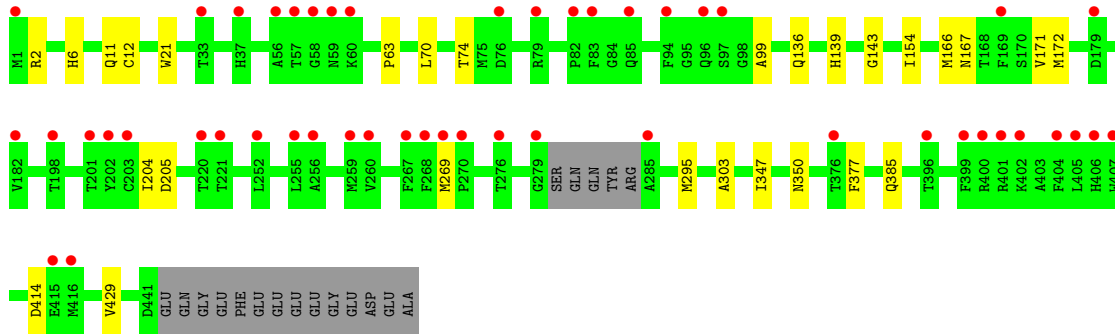 M1 R2 H6 Q11 C12 W21 T33 H37 A56 T57 G58 N59 K60 P63 L70 T74 M75 D76 R79 P82 F83 G84 Q85 F94 G95 Q96 S97 G98 A99 Q136 H139 G143 I154 M166 N167 T168 F169 S170 V171 M172 D179
V182 T198 T201 Y202 C203 I204 D205 T220 T221 L252 L255 A256 M259 V260 F267 F268 M269 P270 T276 G279 SER GLN GLN TYR ARG A285 M295 A303 I347 N350 T376 F377 Q385 T396 F399 R400 R401 K402 A403 F404 L405 H406
D414 E415 M416 V429 D441 GLU GLN GLY GLU PHE GLU GLU GLU GLU GLY GLU ASP GLU ALA